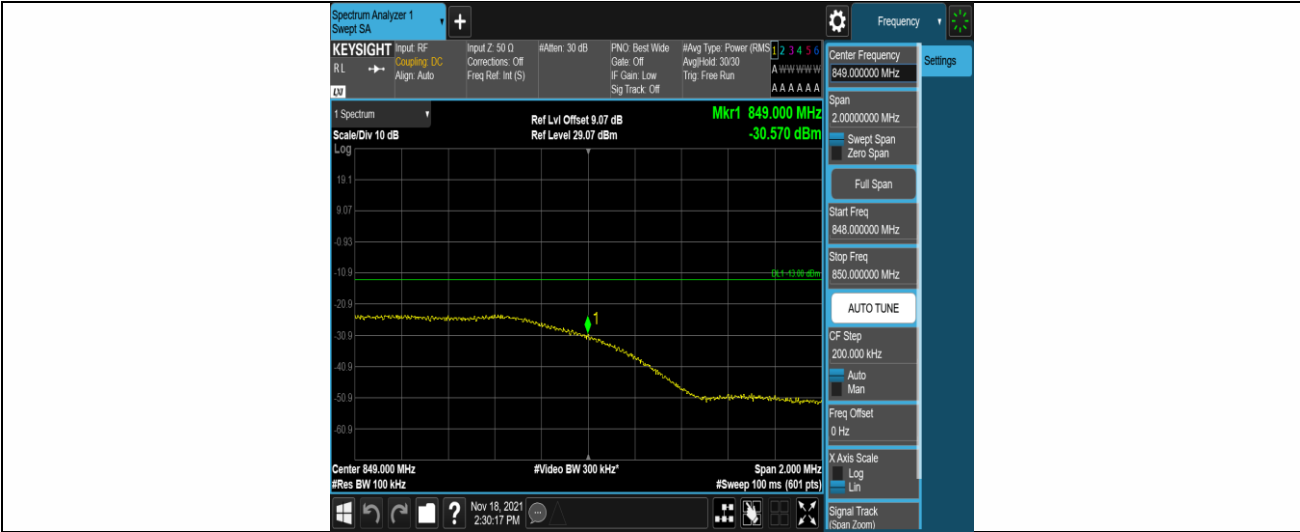 Spectrum Analyzer 1
Swept SA
+
Frequency
KEYSIGHT
RL
LXI
Input: RF
Coupling: DC
Align: Auto
Input Z: 50 Ω
Corrections: Off
Freq Ref: Int (S)
#Atten: 30 dB
PNO: Best Wide
Gate: Off
IF Gain: Low
Sig Track: Off
#Avg Type: Power (RMS
Avg|Hold: 30/30
Trig: Free Run
1 2 3 4 5 6
A W W W W W
A A A A A A
1 Spectrum
Scale/Div 10 dB
Ref Lvl Offset 9.07 dB
Ref Level 29.07 dBm
Mkr1 849.000 MHz
-30.570 dBm
Log
19.1
9.07
-0.93
-10.9
-20.9
-30.9
-40.9
-50.9
-60.9
DL1 -13.00 dBm
1
Center 849.000 MHz
#Res BW 100 kHz
#Video BW 300 kHz*
Span 2.000 MHz
#Sweep 100 ms (601 pts)
?
Nov 18, 2021
2:30:17 PM
Center Frequency
849.000000 MHz
Settings
Span
2.00000000 MHz
Swept Span
Zero Span
Full Span
Start Freq
848.000000 MHz
Stop Freq
850.000000 MHz
AUTO TUNE
CF Step
200.000 kHz
Auto
Man
Freq Offset
0 Hz
X Axis Scale
Log
Lin
Signal Track
(Span Zoom)